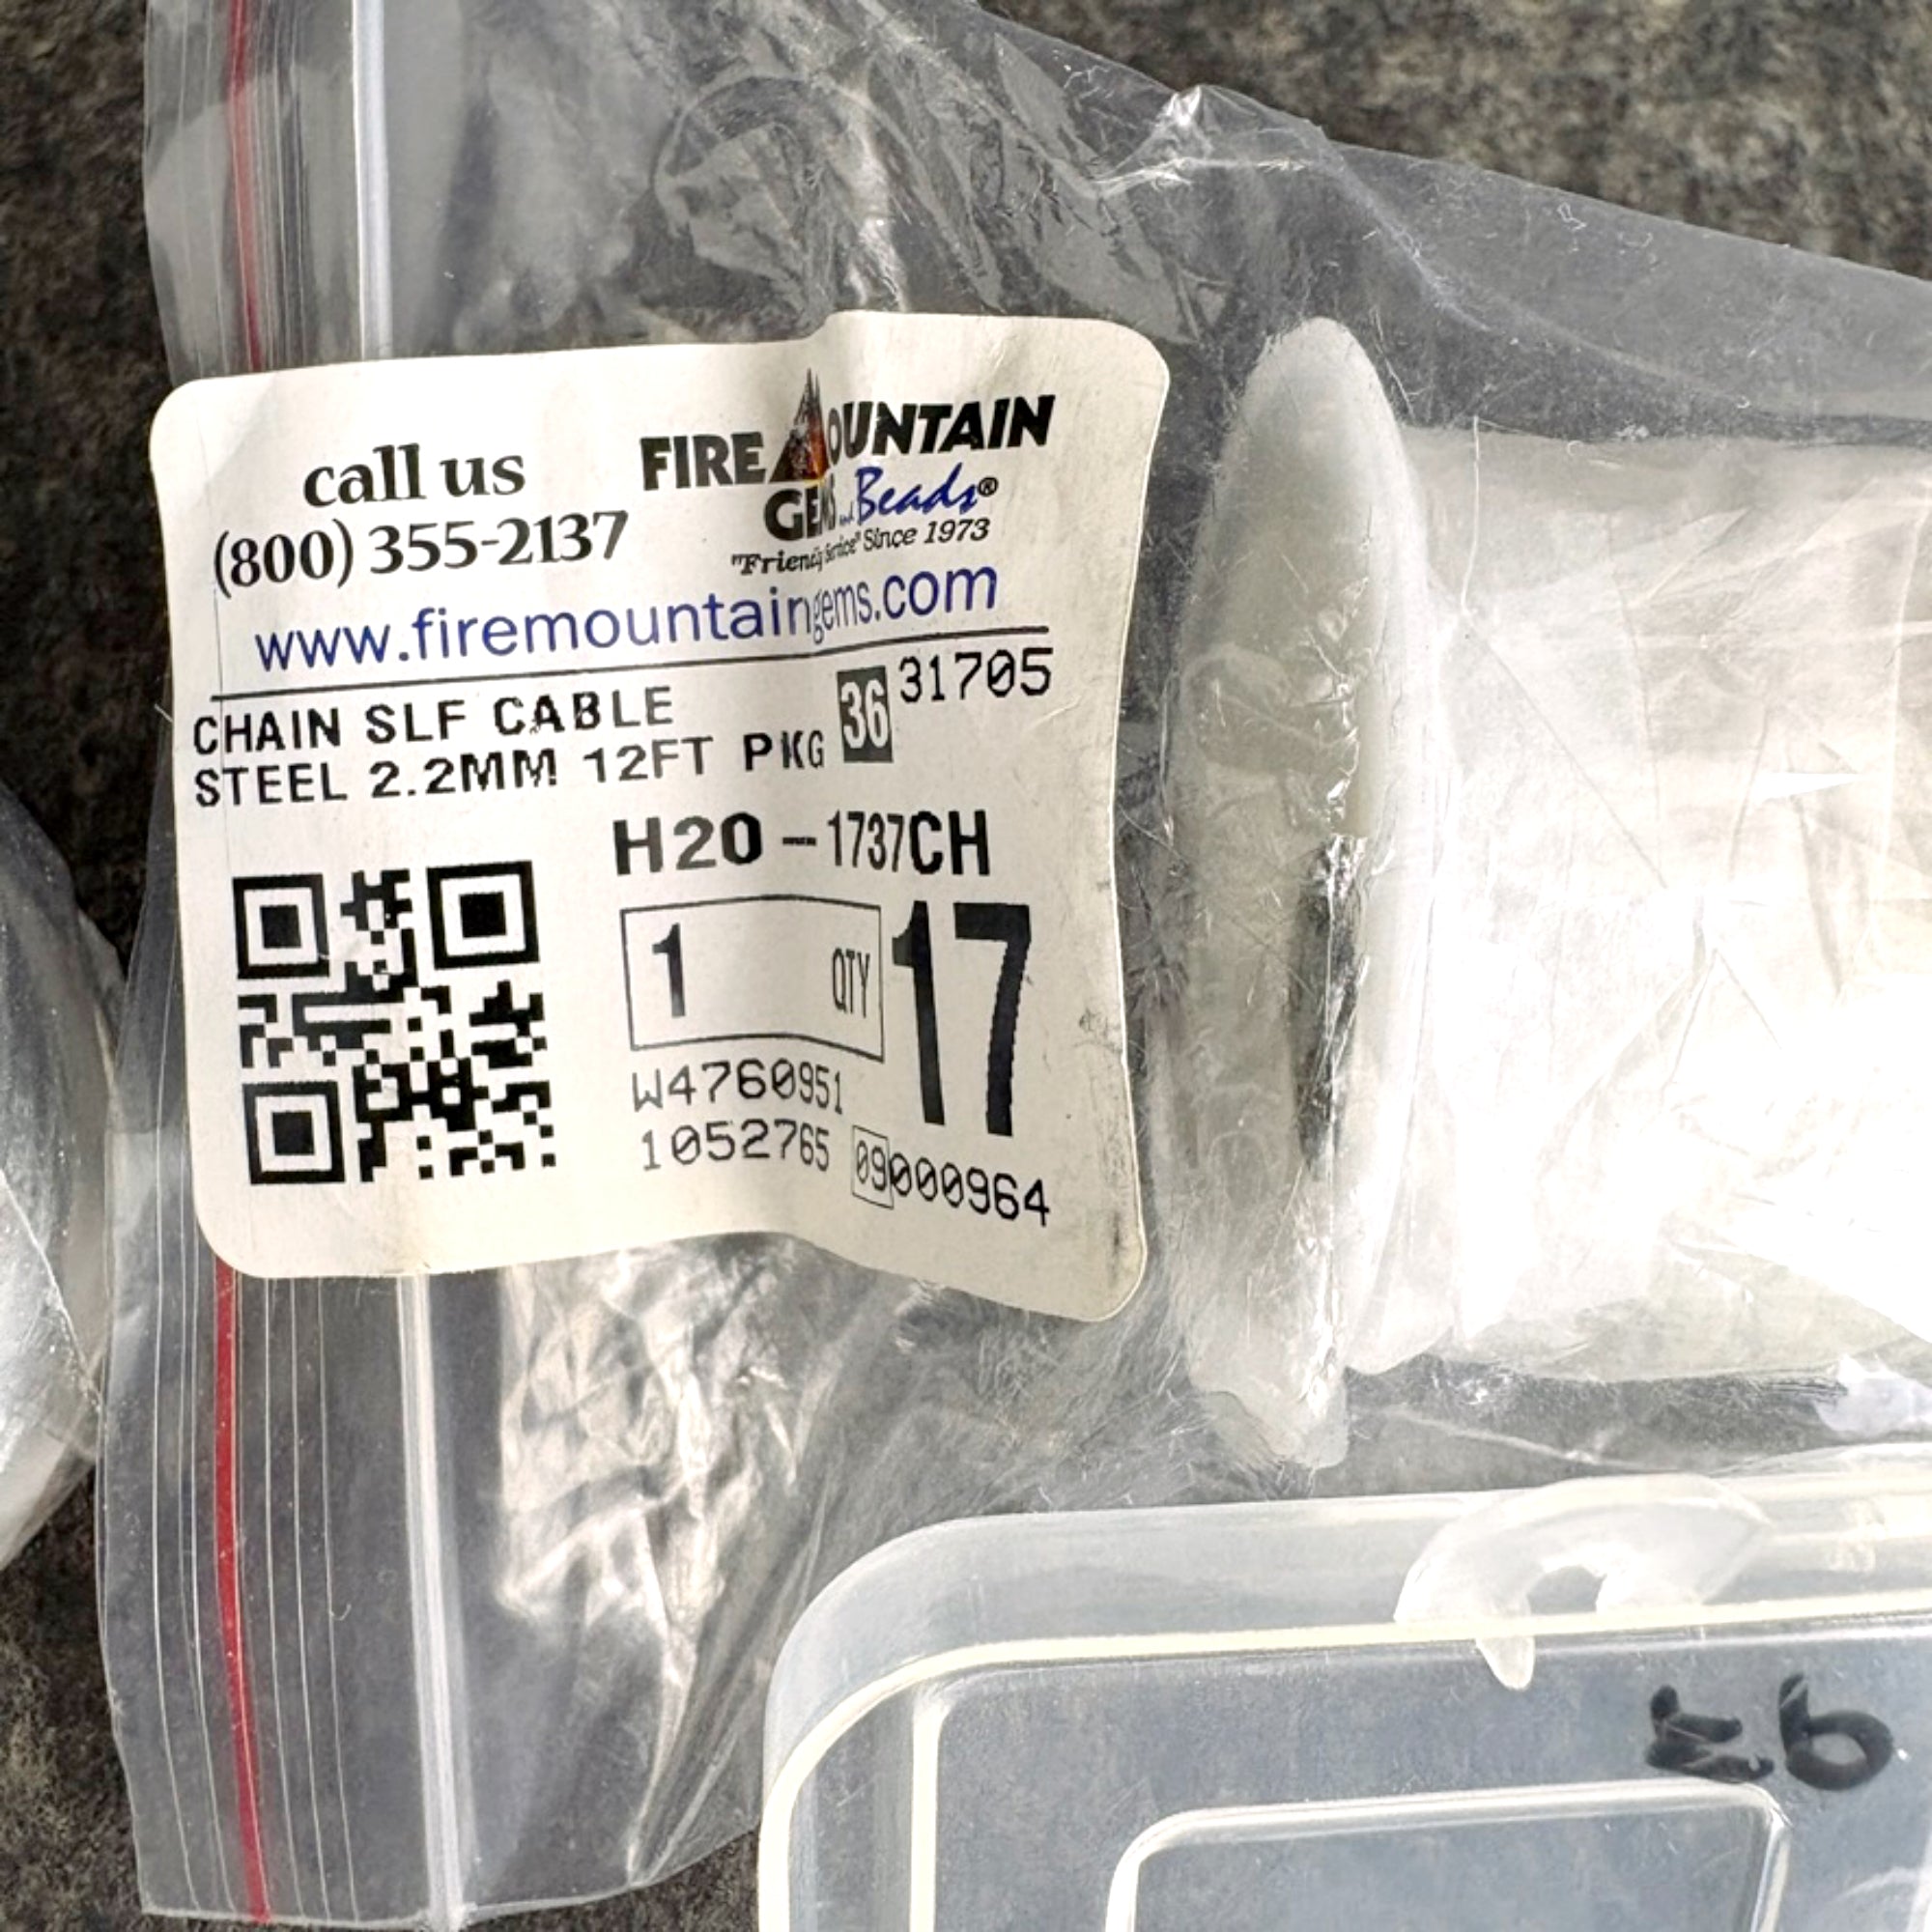 call us
(800) 355-2137
FIRE MOUNTAIN
GEMS and Beads®
"Friendly Service" Since 1973
www.firemountaingems.com
CHAIN SLF CABLE
STEEL 2.2MM 12FT PKG
36 31705
H20-1737CH
1 QTY
17
W4760951
1052765
09000964